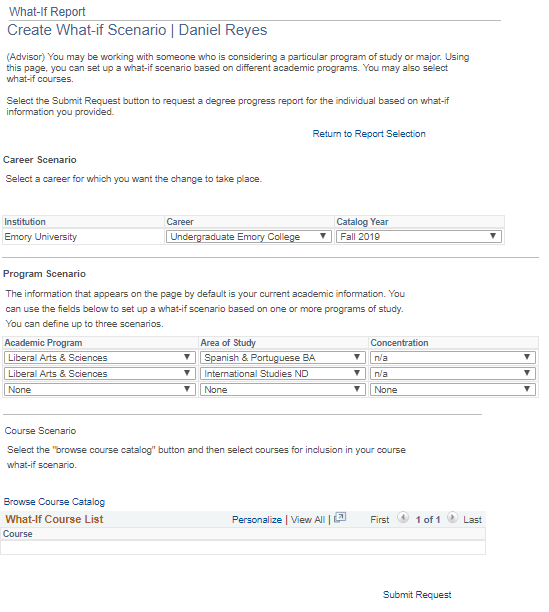 What-If Report
Create What-if Scenario | Daniel Reyes
(Advisor) You may be working with someone who is considering a particular program of study or major. Using
this page, you can set up a what-if scenario based on different academic programs. You may also select
what-if courses.
Select the Submit Request button to request a degree progress report for the individual based on what-if
information you provided.
Return to Report Selection
Career Scenario
Select a career for which you want the change to take place.
Institution Career Catalog Year
Emory University Undergraduate Emory College Fall 2019
Program Scenario
The information that appears on the page by default is your current academic information. You
can use the fields below to set up a what-if scenario based on one or more programs of study.
You can define up to three scenarios.
Academic Program Area of Study Concentration
Liberal Arts & Sciences Spanish & Portuguese BA n/a
Liberal Arts & Sciences International Studies ND n/a
None None None
Course Scenario
Select the "browse course catalog" button and then select courses for inclusion in your course
what-if scenario.
Browse Course Catalog
What-If Course List Personalize | View All | First 1 of 1 Last
Course
Submit Request